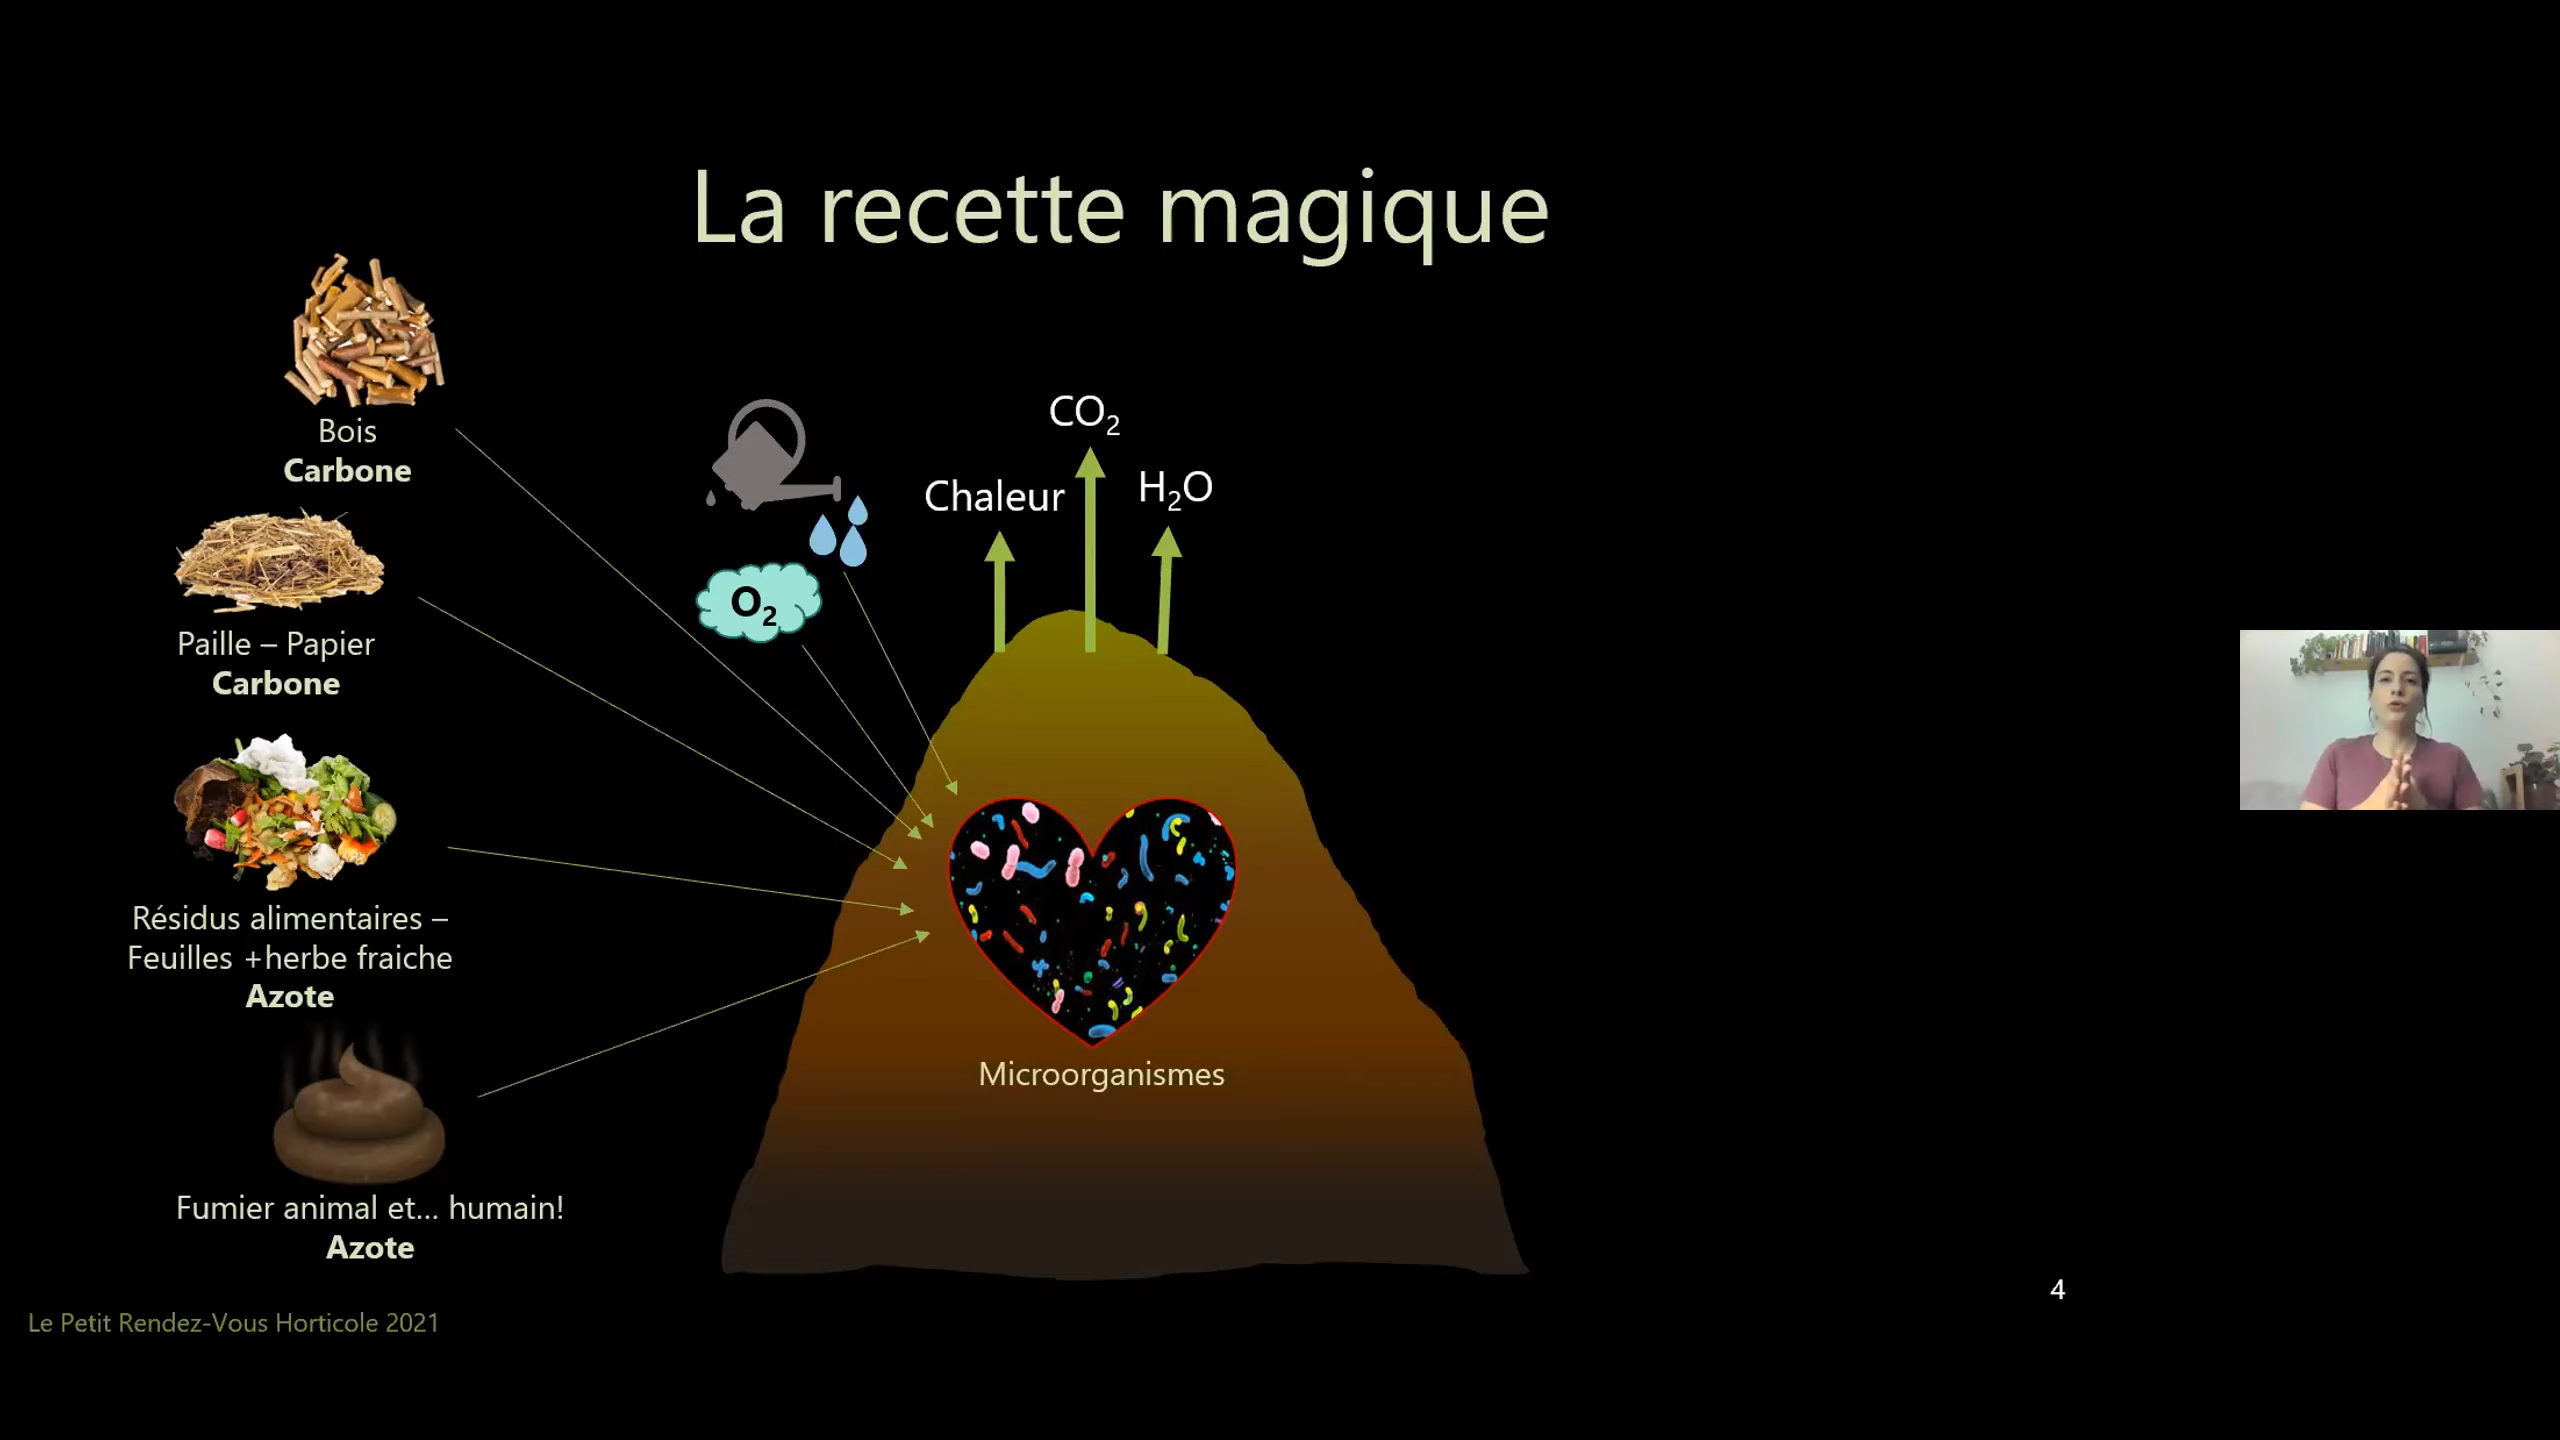 La recette magique
Bois
Carbone
Paille – Papier
Carbone
Résidus alimentaires –
Feuilles +herbe fraiche
Azote
Fumier animal et... humain!
Azote
O₂
Chaleur
CO₂
H₂O
Microorganismes
Le Petit Rendez-Vous Horticole 2021
4